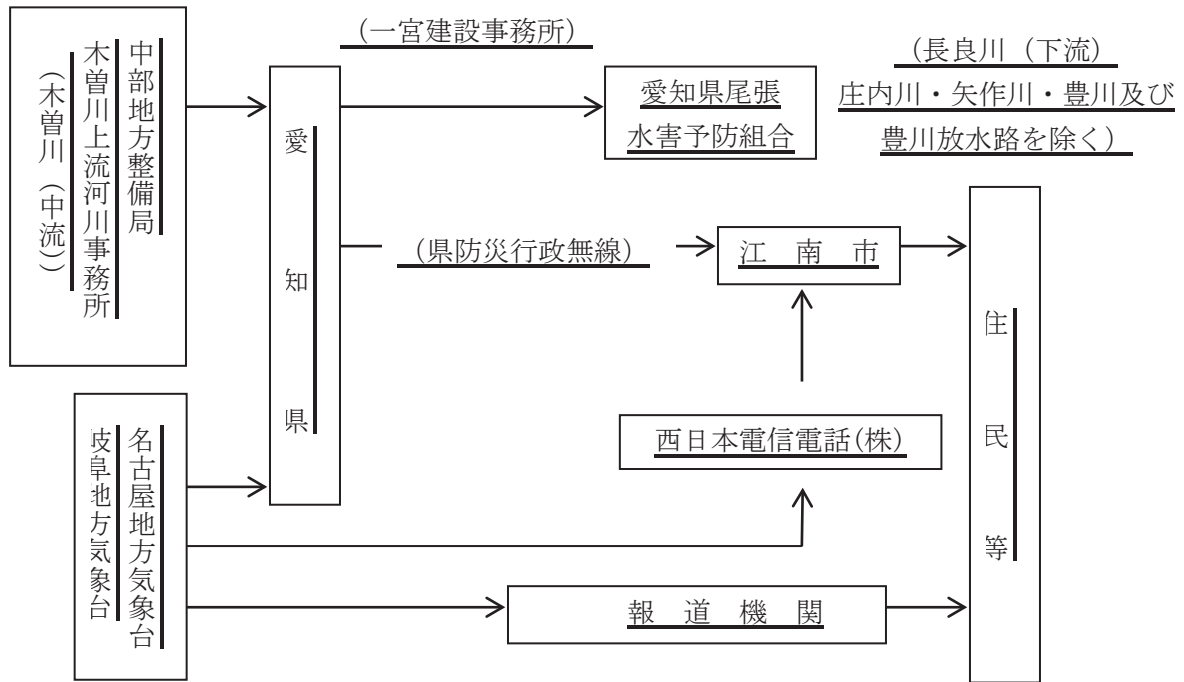 中部地方整備局
木曽川上流河川事務所
（木曽川（中流））
愛知県
（一宮建設事務所）
愛知県尾張
水害予防組合
（長良川（下流）
庄内川・矢作川・豊川及び
豊川放水路を除く）
（県防災行政無線）
江南市
住民等
西日本電信電話(株)
名古屋地方気象台
岐阜地方気象台
報道機関